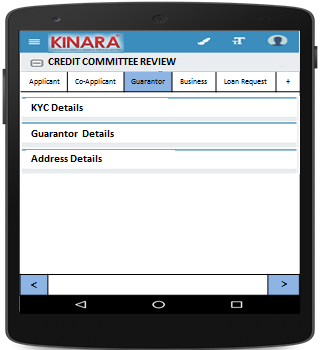 KINARA
CREDIT COMMITTEE REVIEW
Applicant Co-Applicant Guarantor Business Loan Request +
KYC Details
Guarantor Details
Address Details
< >